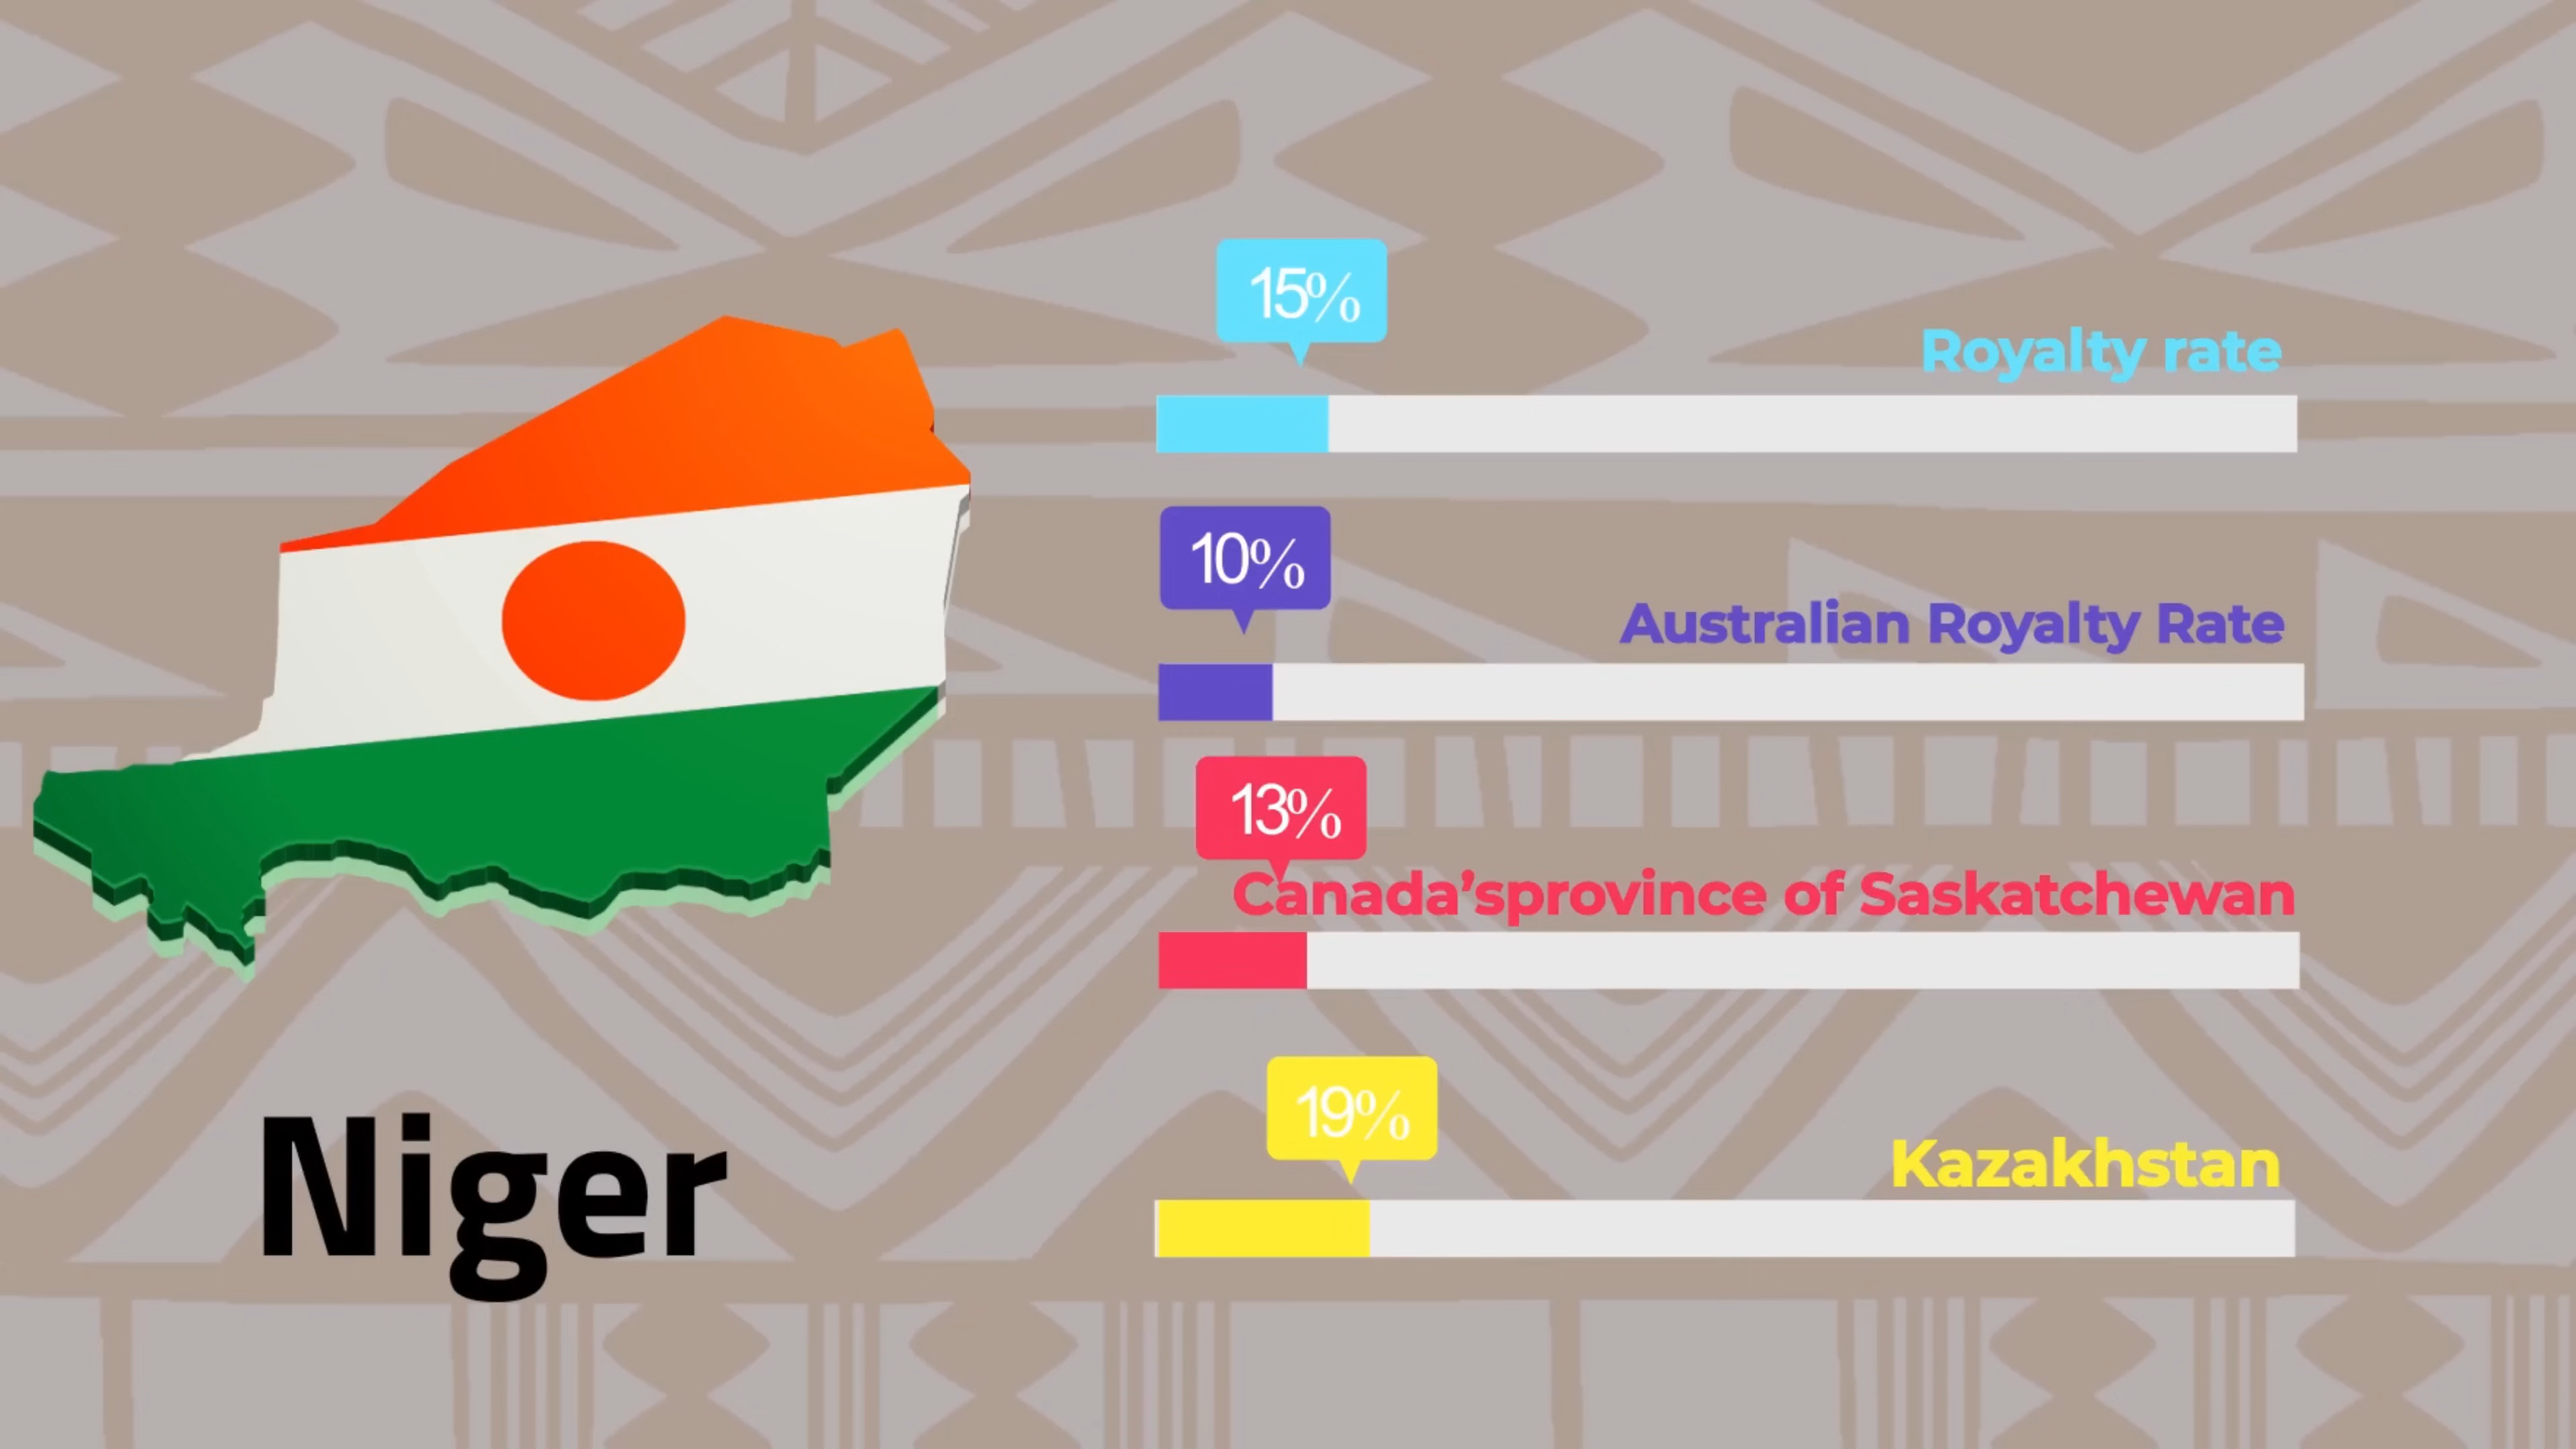 15%
Royalty rate
10%
Australian Royalty Rate
13%
Canada'sprovince of Saskatchewan
19%
Kazakhstan
Niger